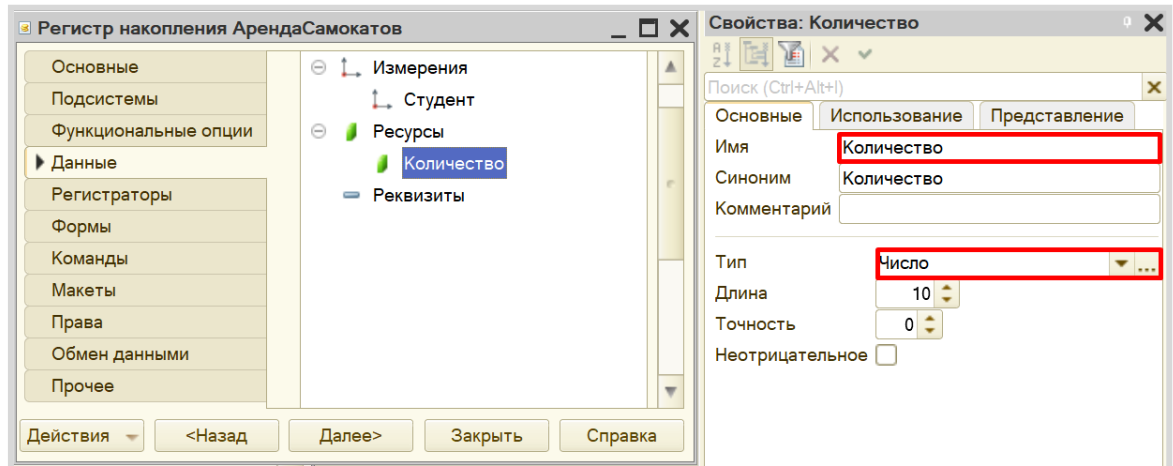 Регистр накопления АрендаСамокатов
Основные
Подсистемы
Функциональные опции
Данные
Регистраторы
Формы
Команды
Макеты
Права
Обмен данными
Прочее
Измерения
Студент
Ресурсы
Количество
Реквизиты
Действия
<Назад
Далее>
Закрыть
Справка
Свойства: Количество
Поиск (Ctrl+Alt+I)
Основные Использование Представление
Имя Количество
Синоним Количество
Комментарий
Тип Число ...
Длина 10
Точность 0
Неотрицательное